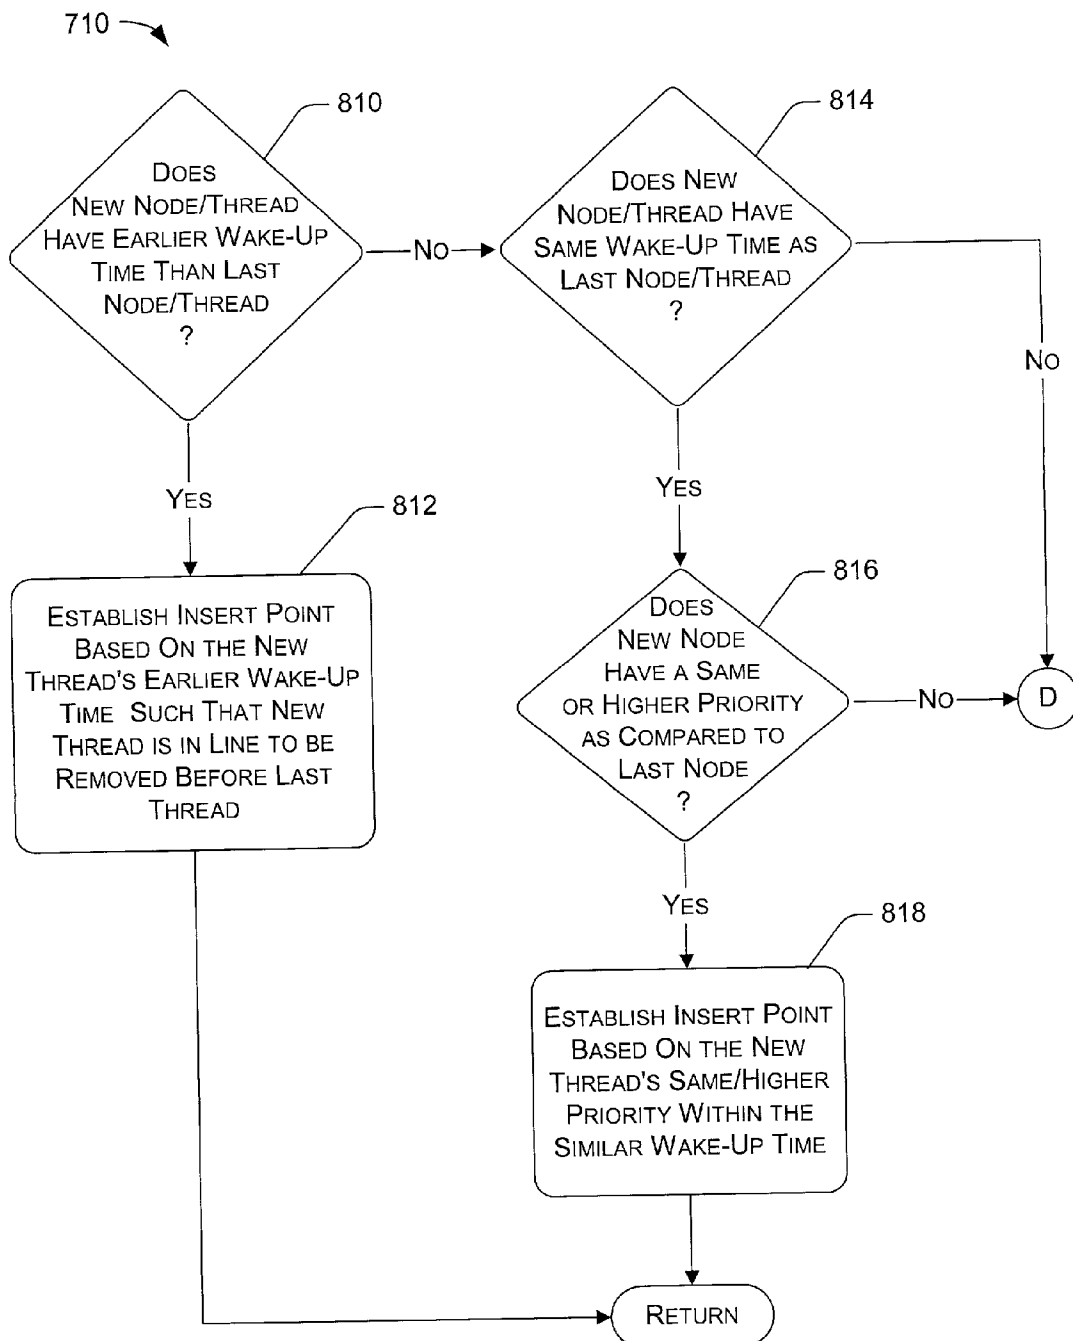 710
810
DOES
NEW NODE/THREAD
HAVE EARLIER WAKE-UP
TIME THAN LAST
NODE/THREAD
?
NO
814
DOES NEW
NODE/THREAD HAVE
SAME WAKE-UP TIME AS
LAST NODE/THREAD
?
NO
YES
812
ESTABLISH INSERT POINT
BASED ON THE NEW
THREAD'S EARLIER WAKE-UP
TIME SUCH THAT NEW
THREAD IS IN LINE TO BE
REMOVED BEFORE LAST
THREAD
YES
816
DOES
NEW NODE
HAVE A SAME
OR HIGHER PRIORITY
AS COMPARED TO
LAST NODE
?
NO
D
YES
818
ESTABLISH INSERT POINT
BASED ON THE NEW
THREAD'S SAME/HIGHER
PRIORITY WITHIN THE
SIMILAR WAKE-UP TIME
RETURN